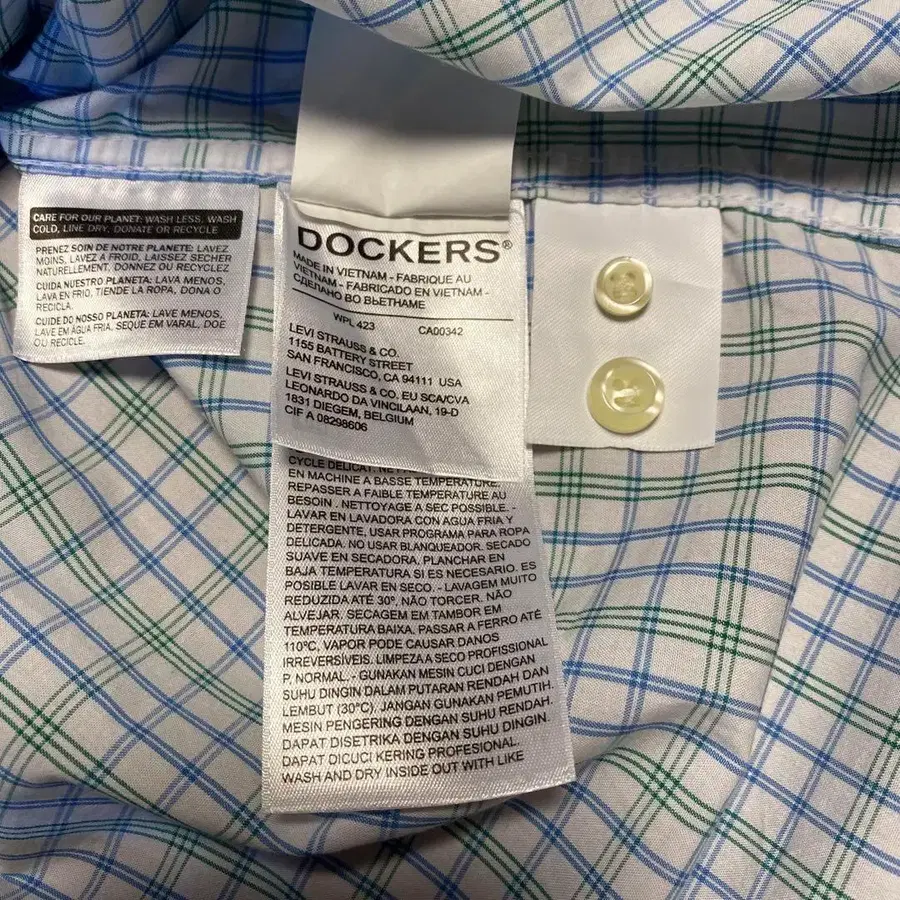 CARE FOR OUR PLANET: WASH LESS, WASH
COLD, LINE DRY, DONATE OR RECYCLE
PRENEZ SOIN DE NOTRE PLANETE: LAVEZ
MOINS, LAVEZ A FROID, LAISSEZ SECHER
NATURELLEMENT, DONNEZ OU RECYCLEZ
CUIDA NUESTRO PLANETA: LAVA MENOS,
LAVA EN FRIO, TIENDE LA ROPA, DONA O
RECICLA.
CUIDE DO NOSSO PLANETA: LAVE MENOS,
LAVE EM ÁGUA FRIA, SEQUE EM VARAL, DOE
OU RECICLE.
DOCKERS®
MADE IN VIETNAM - FABRIQUE AU
VIETNAM - FABRICADO EN VIETNAM -
СДЕЛАНО ВО ВЬЕТНАМЕ
WPL 423 CA00342
LEVI STRAUSS & CO.
1155 BATTERY STREET
SAN FRANCISCO, CA 94111 USA
LEVI STRAUSS & CO. EU SCA/CVA
LEONARDO DA VINCILAAN, 19-D
1831 DIEGEM, BELGIUM
CIF A 08298606
CYCLE DELICAT.
EN MACHINE A BASSE TEMPERATURE.
REPASSER A FAIBLE TEMPERATURE AU
BESOIN . NETTOYAGE A SEC POSSIBLE. -
LAVAR EN LAVADORA CON AGUA FRIA Y
DETERGENTE, USAR PROGRAMA PARA ROPA
DELICADA. NO USAR BLANQUEADOR. SECADO
SUAVE EN SECADORA. PLANCHAR EN
BAJA TEMPERATURA SI ES NECESARIO. ES
POSIBLE LAVAR EN SECO. - LAVAGEM MUITO
REDUZIDA ATÉ 30°, NÃO TORCER. NÃO
ALVEJAR. SECAGEM EM TAMBOR EM
TEMPERATURA BAIXA. PASSAR A FERRO ATÉ
110°C, VAPOR PODE CAUSAR DANOS
IRREVERSÍVEIS. LIMPEZA A SECO PROFISSIONAL
P. NORMAL. - GUNAKAN MESIN CUCI DENGAN
SUHU DINGIN DALAM PUTARAN RENDAH DAN
LEMBUT (30°C). JANGAN GUNAKAN PEMUTIH.
MESIN PENGERING DENGAN SUHU RENDAH.
DAPAT DISETRIKA DENGAN SUHU DINGIN.
DAPAT DICUCI KERING PROFESIONAL.
WASH AND DRY INSIDE OUT WITH LIKE